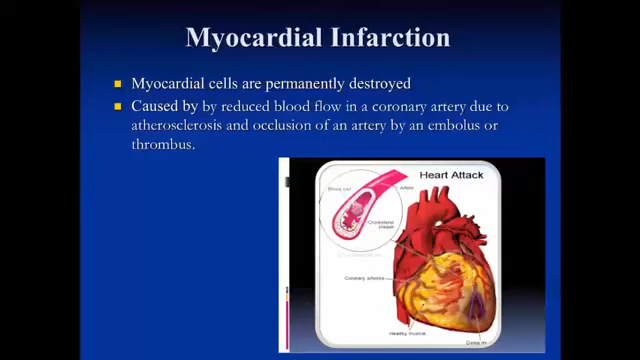 Myocardial Infarction
Myocardial cells are permanently destroyed
Caused by by reduced blood flow in a coronary artery due to
atherosclerosis and occlusion of an artery by an embolus or
thrombus.
Heart Attack
Blood clot
Artery
Cholesterol
plaque
Coronary arteries
Healthy muscle